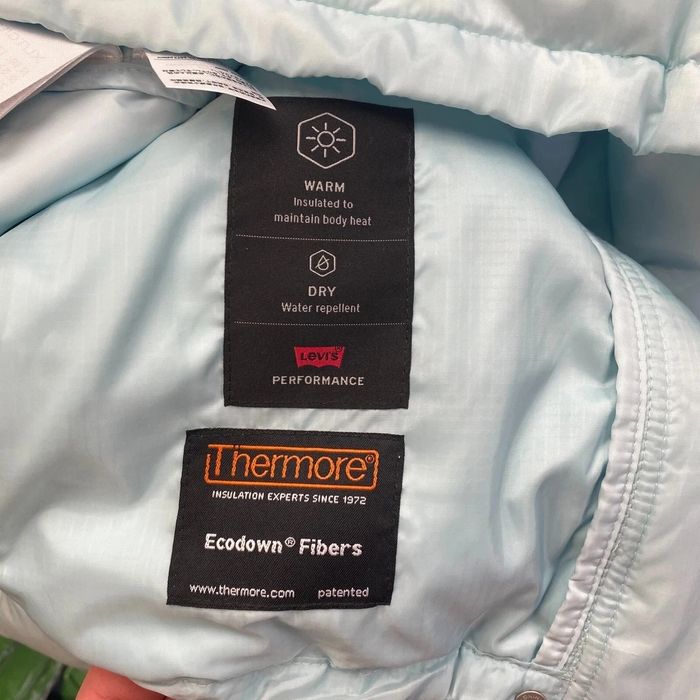 WARM
Insulated to
maintain body heat
DRY
Water repellent
Levi's
PERFORMANCE
Thermore®
INSULATION EXPERTS SINCE 1972
Ecodown® Fibers
www.thermore.com patented